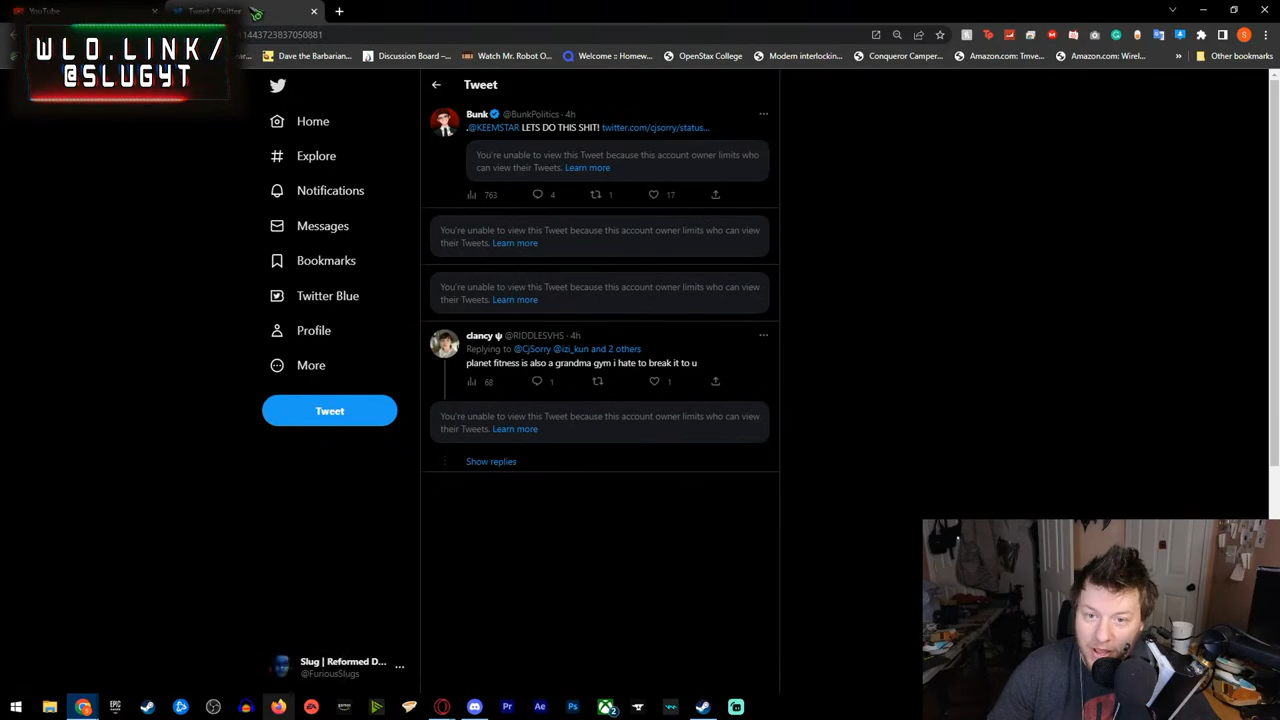 YouTube
Tweet / Twitter
WLO.LINK/
@SLUGYT
1443723837050881
Dave the Barbarian...
Discussion Board –...
Watch Mr. Robot O...
Welcome :: Homew...
OpenStax College
Modern interlockin...
Conqueror Camper...
Amazon.com: Tmve...
Amazon.com: Wirel...
Other bookmarks
Tweet
Home
Explore
Notifications
Messages
Bookmarks
Twitter Blue
Profile
More
Tweet
Bunk @BunkPolitics · 4h
.@KEEMSTAR LETS DO THIS SHIT! twitter.com/cjsorry/status...
You're unable to view this Tweet because this account owner limits who
can view their Tweets. Learn more
763 4 1 17
You're unable to view this Tweet because this account owner limits who can view
their Tweets. Learn more
You're unable to view this Tweet because this account owner limits who can view
their Tweets. Learn more
clancy ψ @RIDDLESVHS · 4h
Replying to @CjSorry @izi_kun and 2 others
planet fitness is also a grandma gym i hate to break it to u
68 1 1
You're unable to view this Tweet because this account owner limits who can view
their Tweets. Learn more
Show replies
Slug | Reformed D...
@FuriousSlugs